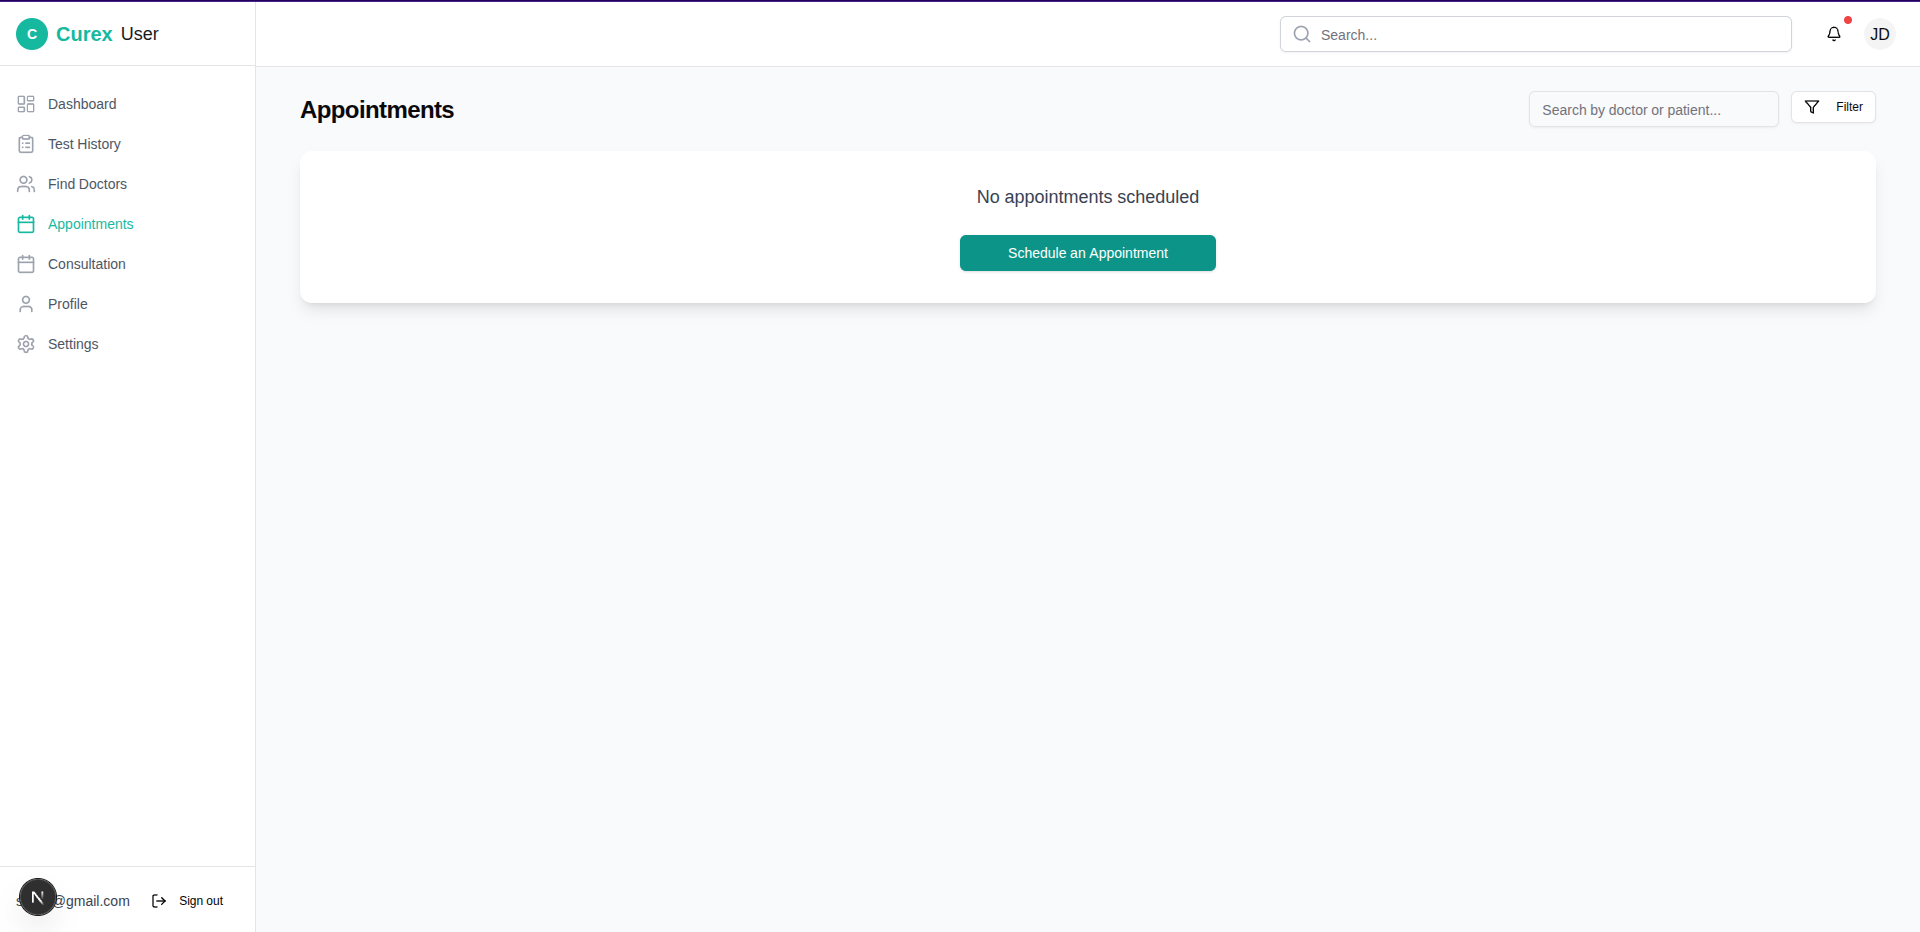 C Curex User
Search...
JD
Dashboard
Test History
Find Doctors
Appointments
Consultation
Profile
Settings
Appointments
Search by doctor or patient...
Filter
No appointments scheduled
Schedule an Appointment
N
@gmail.com
Sign out